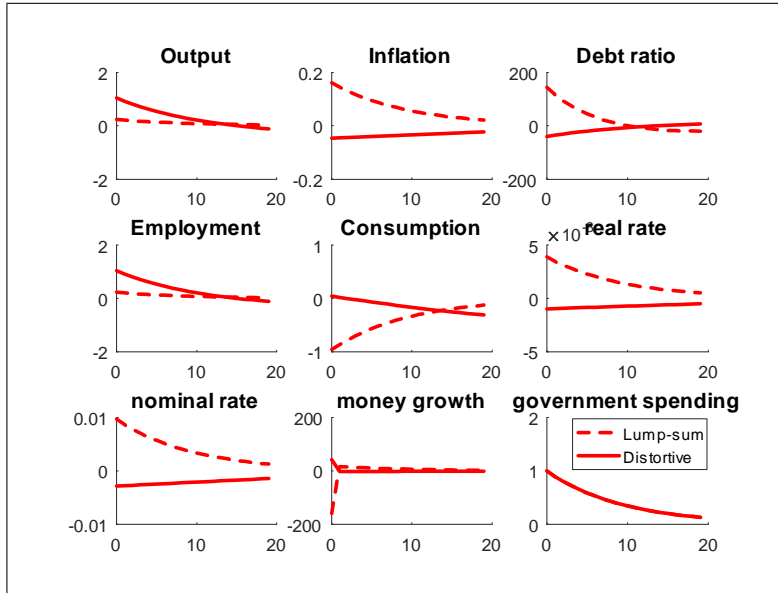 Output
Inflation
Debt ratio
2
0
-2
0 10 20
0.2
0
-0.2
0 10 20
200
0
-200
0 10 20
Employment
Consumption
real rate
2
0
-2
0 10 20
1
0
-1
0 10 20
×10
5
0
-5
0 10 20
nominal rate
money growth
government spending
0.01
0
-0.01
0 10 20
200
0
-200
0 10 20
2
1
0
0 10 20
Lump-sum
Distortive